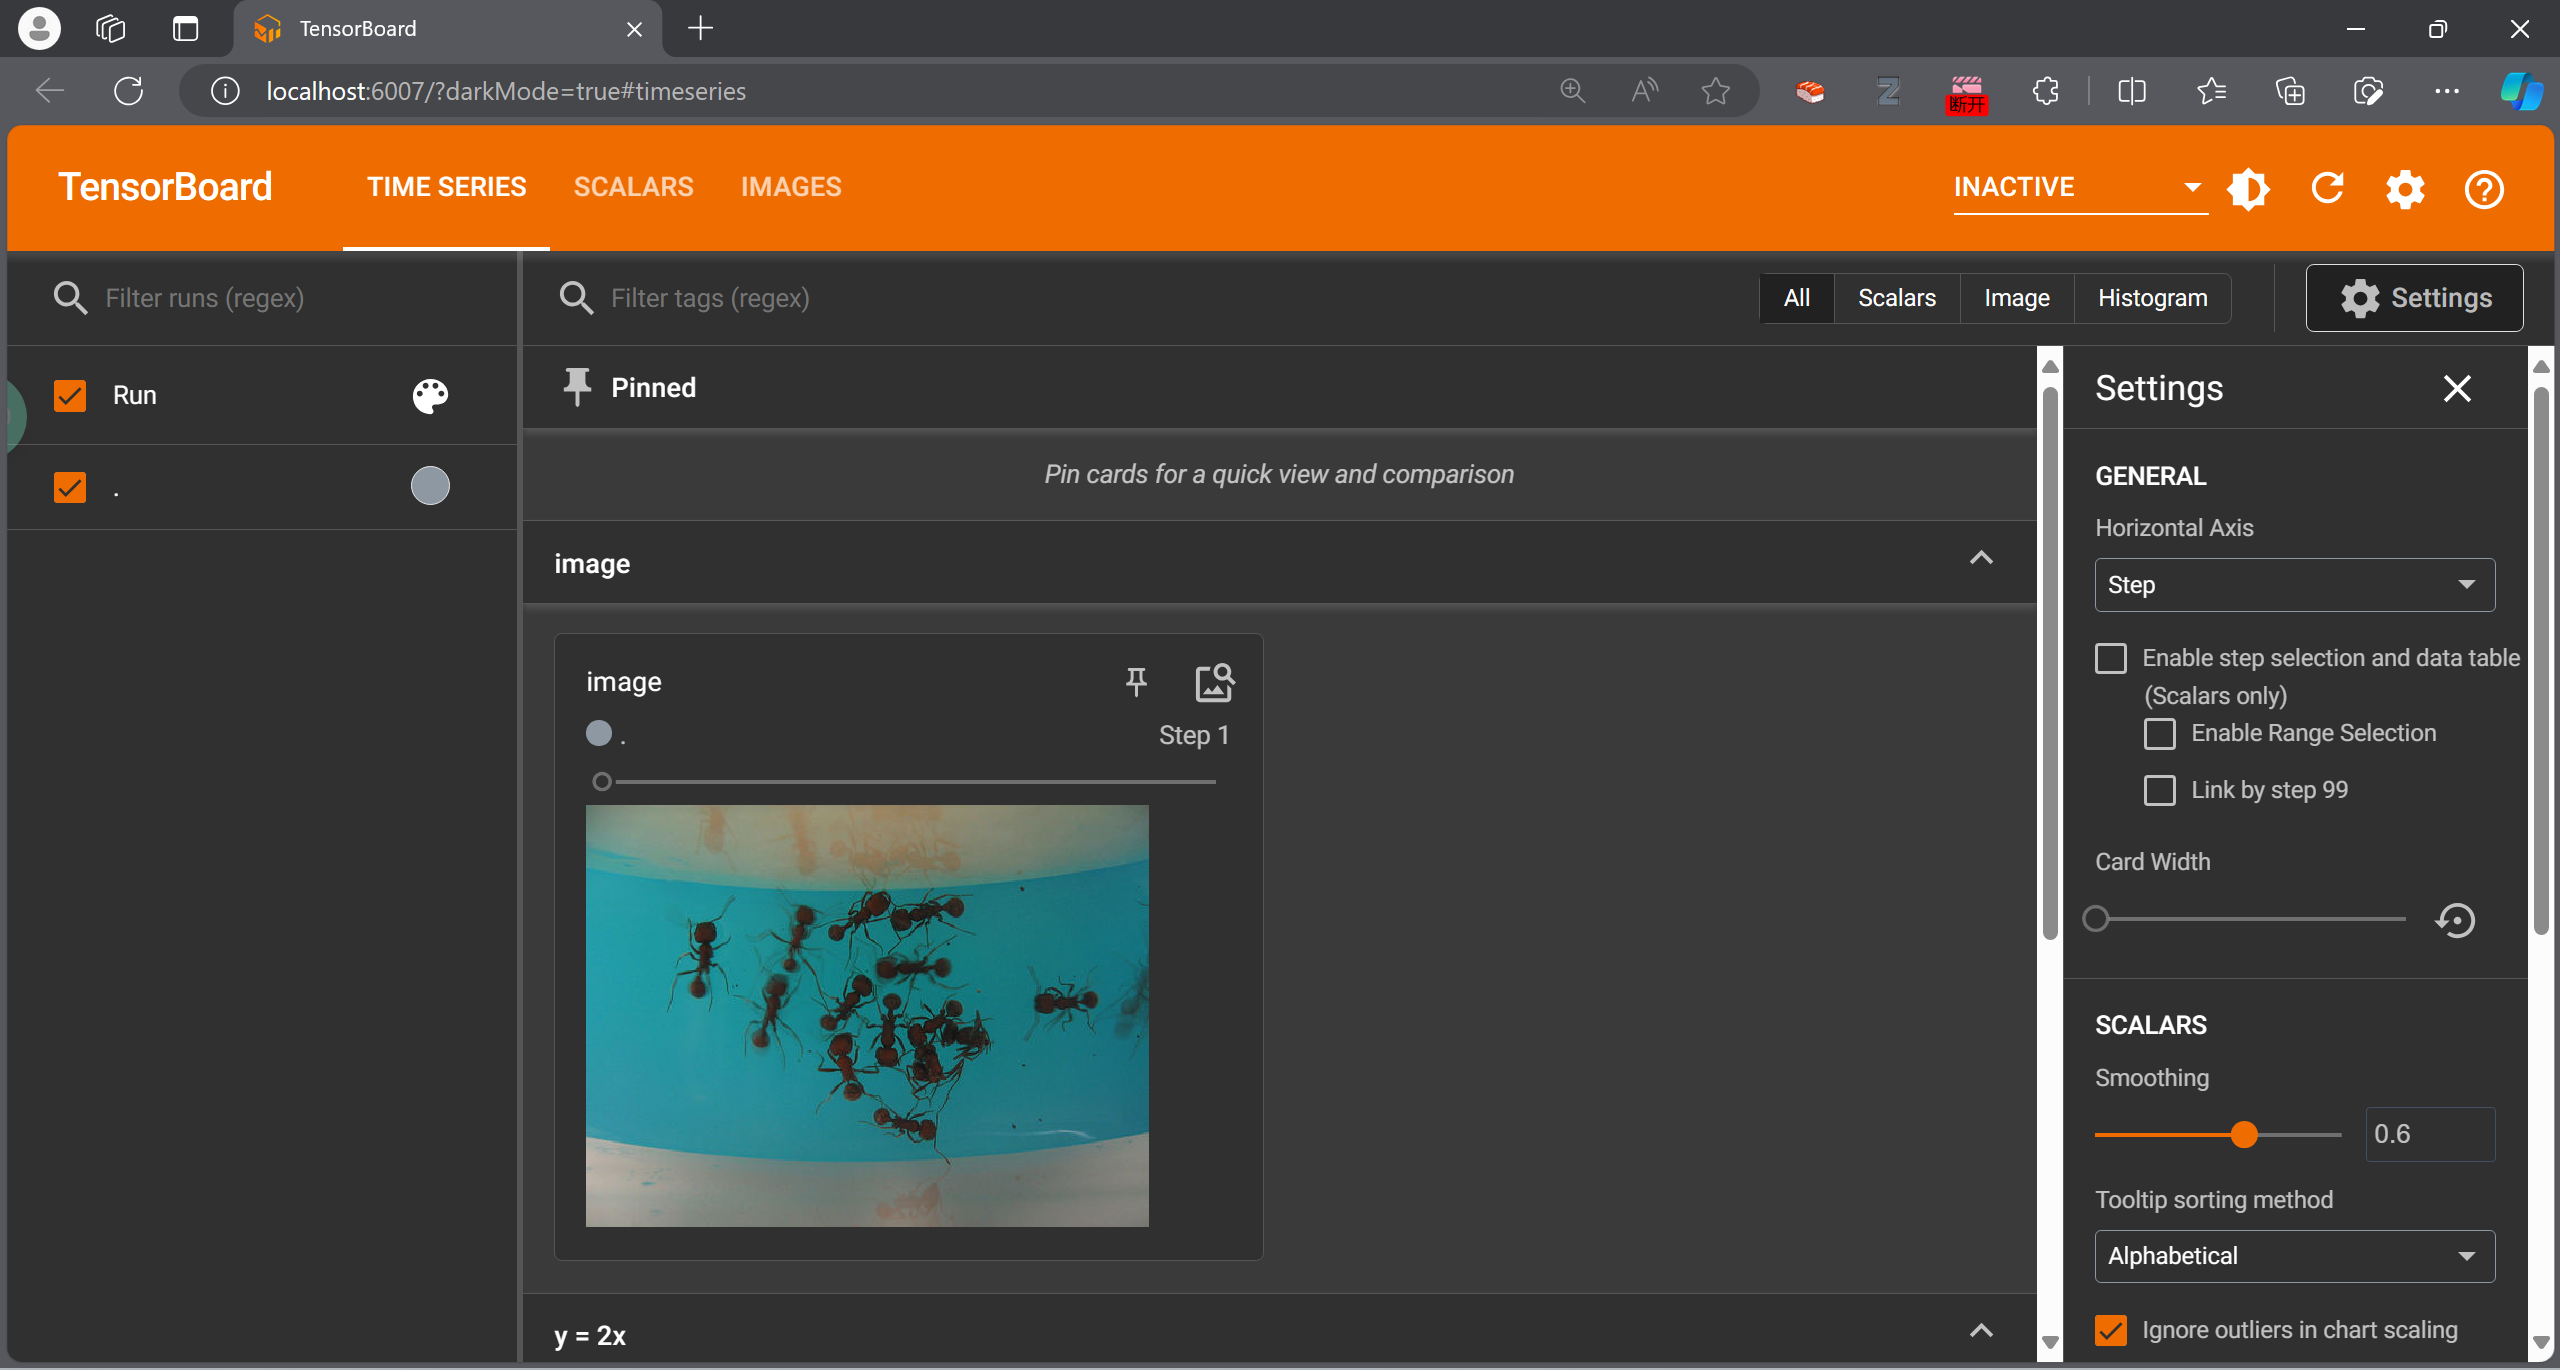 TensorBoard
localhost:6007/?darkMode=true#timeseries
断开
TensorBoard
TIME SERIES
SCALARS
IMAGES
INACTIVE
Filter runs (regex)
Filter tags (regex)
All
Scalars
Image
Histogram
Settings
Run
.
Pinned
Pin cards for a quick view and comparison
image
image
.
Step 1
y = 2x
Settings
GENERAL
Horizontal Axis
Step
Enable step selection and data table
(Scalars only)
Enable Range Selection
Link by step 99
Card Width
SCALARS
Smoothing
0.6
Tooltip sorting method
Alphabetical
Ignore outliers in chart scaling